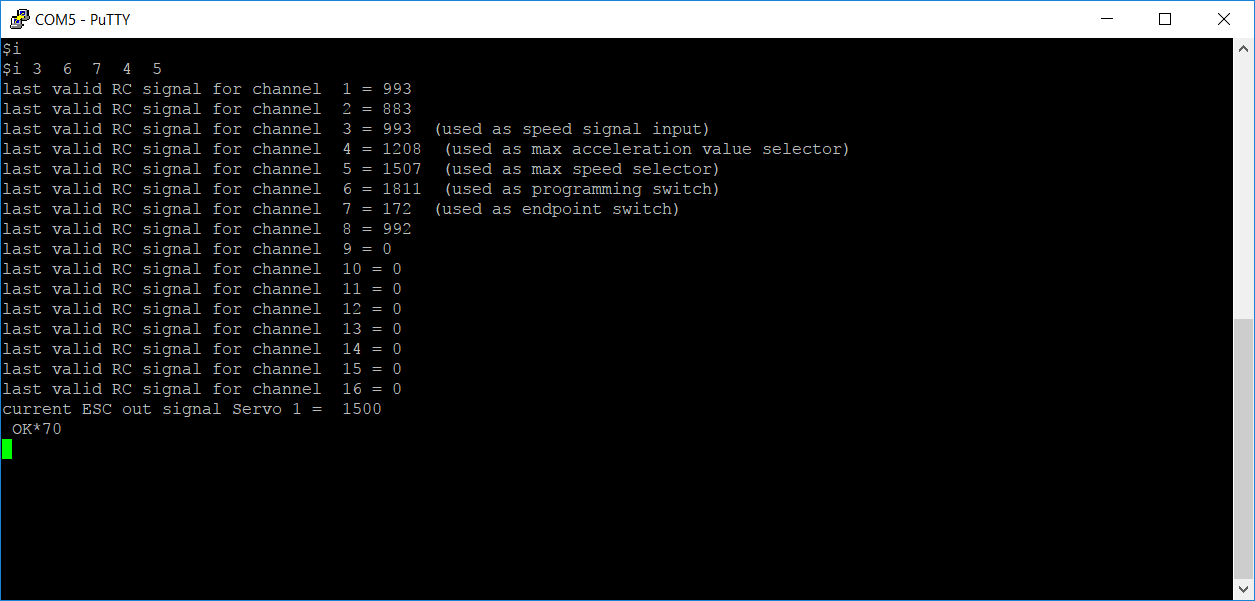 COM5 - PuTTY
$i
$i 3  6  7  4  5
last valid RC signal for channel  1 = 993
last valid RC signal for channel  2 = 883
last valid RC signal for channel  3 = 993  (used as speed signal input)
last valid RC signal for channel  4 = 1208  (used as max acceleration value selector)
last valid RC signal for channel  5 = 1507  (used as max speed selector)
last valid RC signal for channel  6 = 1811  (used as programming switch)
last valid RC signal for channel  7 = 172  (used as endpoint switch)
last valid RC signal for channel  8 = 992
last valid RC signal for channel  9 = 0
last valid RC signal for channel  10 = 0
last valid RC signal for channel  11 = 0
last valid RC signal for channel  12 = 0
last valid RC signal for channel  13 = 0
last valid RC signal for channel  14 = 0
last valid RC signal for channel  15 = 0
last valid RC signal for channel  16 = 0
current ESC out signal Servo 1 =  1500
 OK*70